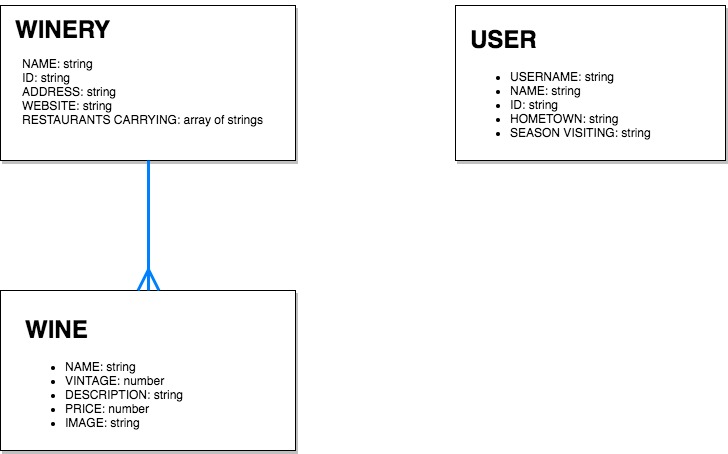 WINERY
NAME: string
ID: string
ADDRESS: string
WEBSITE: string
RESTAURANTS CARRYING: array of strings
USER
• USERNAME: string
• NAME: string
• ID: string
• HOMETOWN: string
• SEASON VISITING: string
WINE
• NAME: string
• VINTAGE: number
• DESCRIPTION: string
• PRICE: number
• IMAGE: string